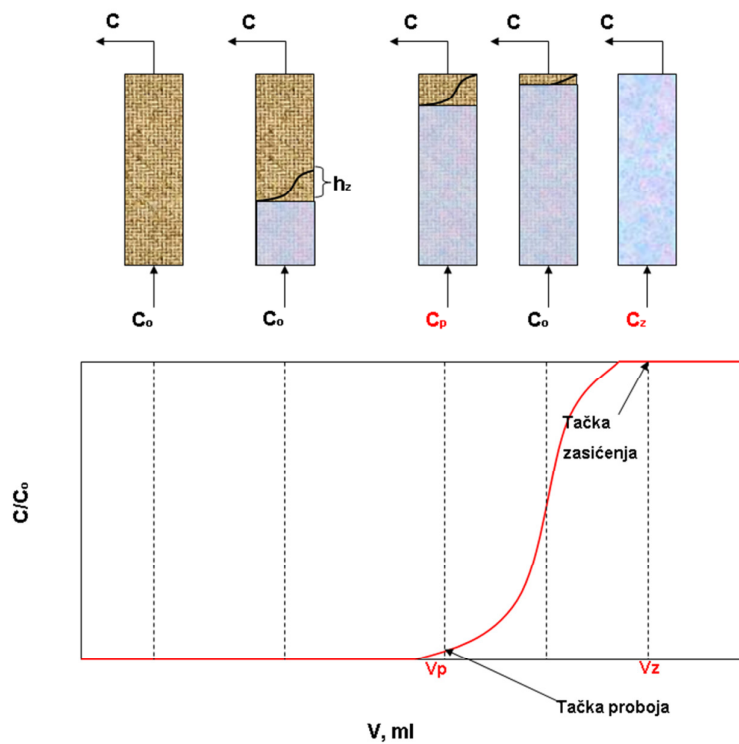 C C C C C
hz
Co Co Cp Co Cz
Tačka
zasićenja
C/Co
Vp Vz
Tačka proboja
V, ml